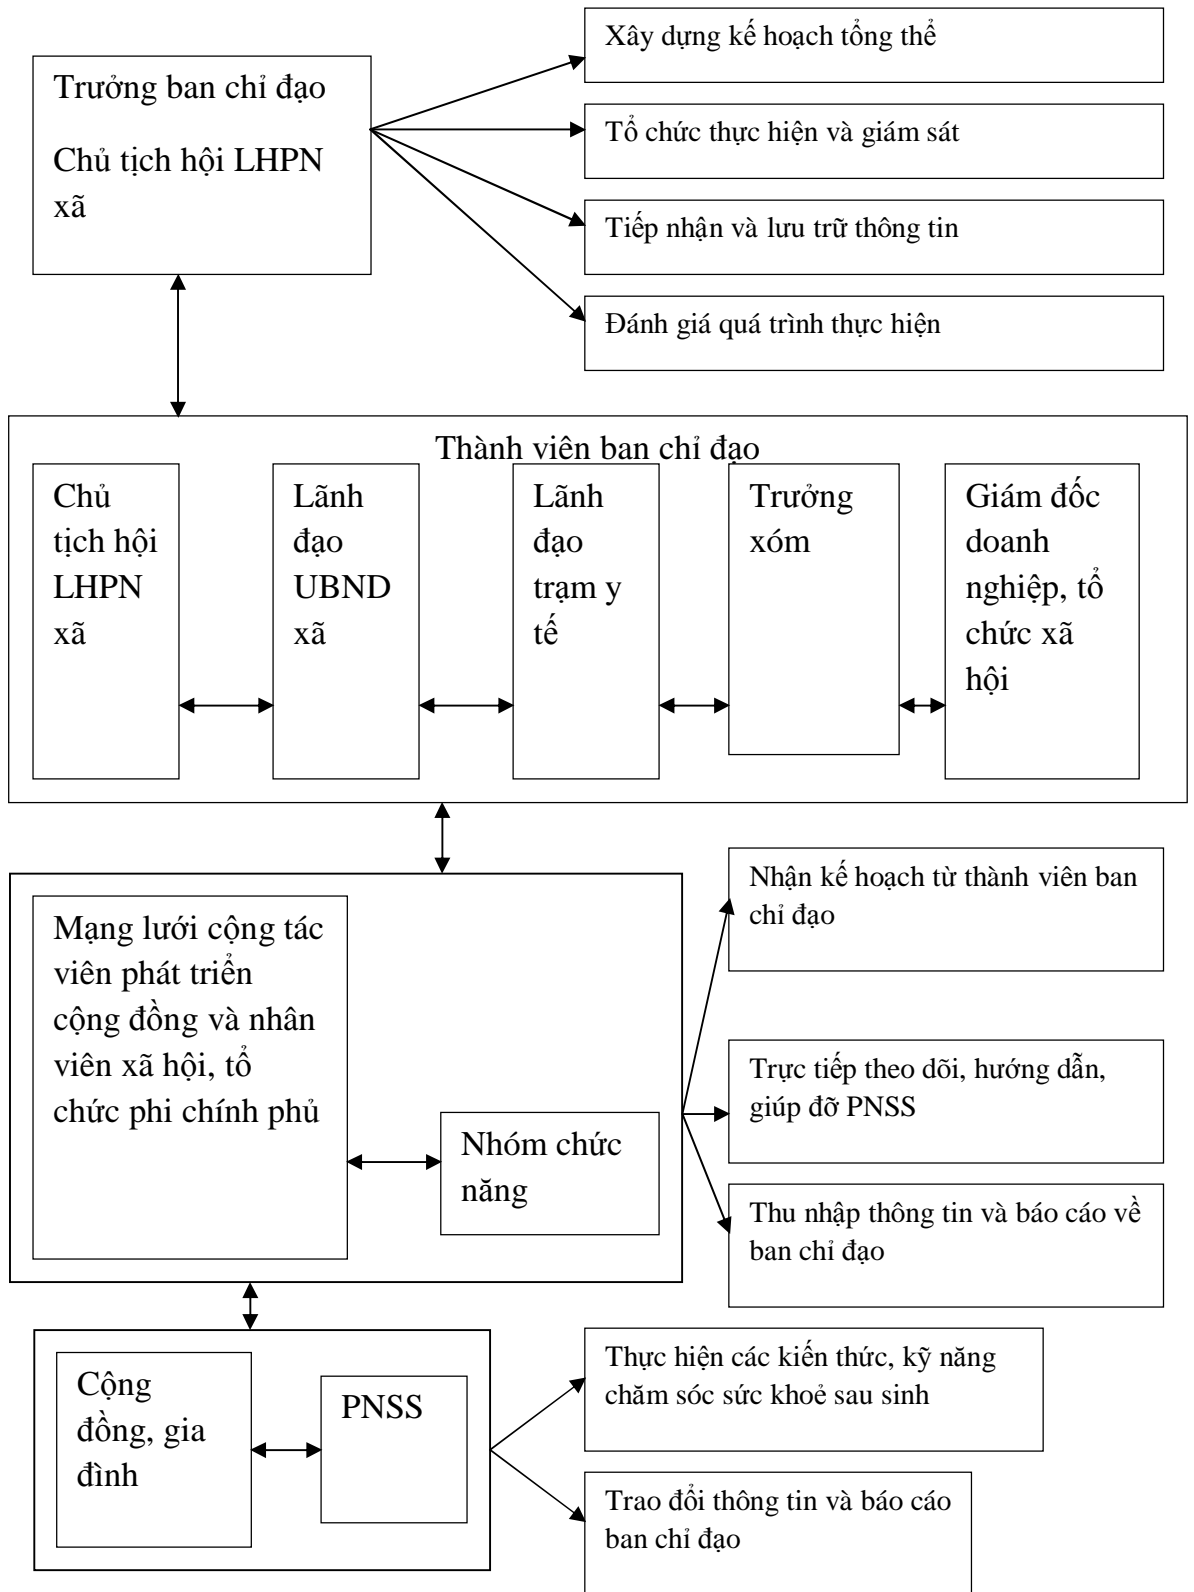 Trưởng ban chỉ đạo
Chủ tịch hội LHPN
xã
Xây dựng kế hoạch tổng thể
Tổ chức thực hiện và giám sát
Tiếp nhận và lưu trữ thông tin
Đánh giá quá trình thực hiện
Thành viên ban chỉ đạo
Chủ
tịch hội
LHPN
xã
Lãnh
đạo
UBND
xã
Lãnh
đạo
trạm y
tế
Trưởng
xóm
Giám đốc
doanh
nghiệp, tổ
chức xã
hội
Mạng lưới cộng tác
viên phát triển
cộng đồng và nhân
viên xã hội, tổ
chức phi chính phủ
Nhóm chức
năng
Nhận kế hoạch từ thành viên ban
chỉ đạo
Trực tiếp theo dõi, hướng dẫn,
giúp đỡ PNSS
Thu nhập thông tin và báo cáo về
ban chỉ đạo
Cộng
đồng, gia
đình
PNSS
Thực hiện các kiến thức, kỹ năng
chăm sóc sức khoẻ sau sinh
Trao đổi thông tin và báo cáo
ban chỉ đạo